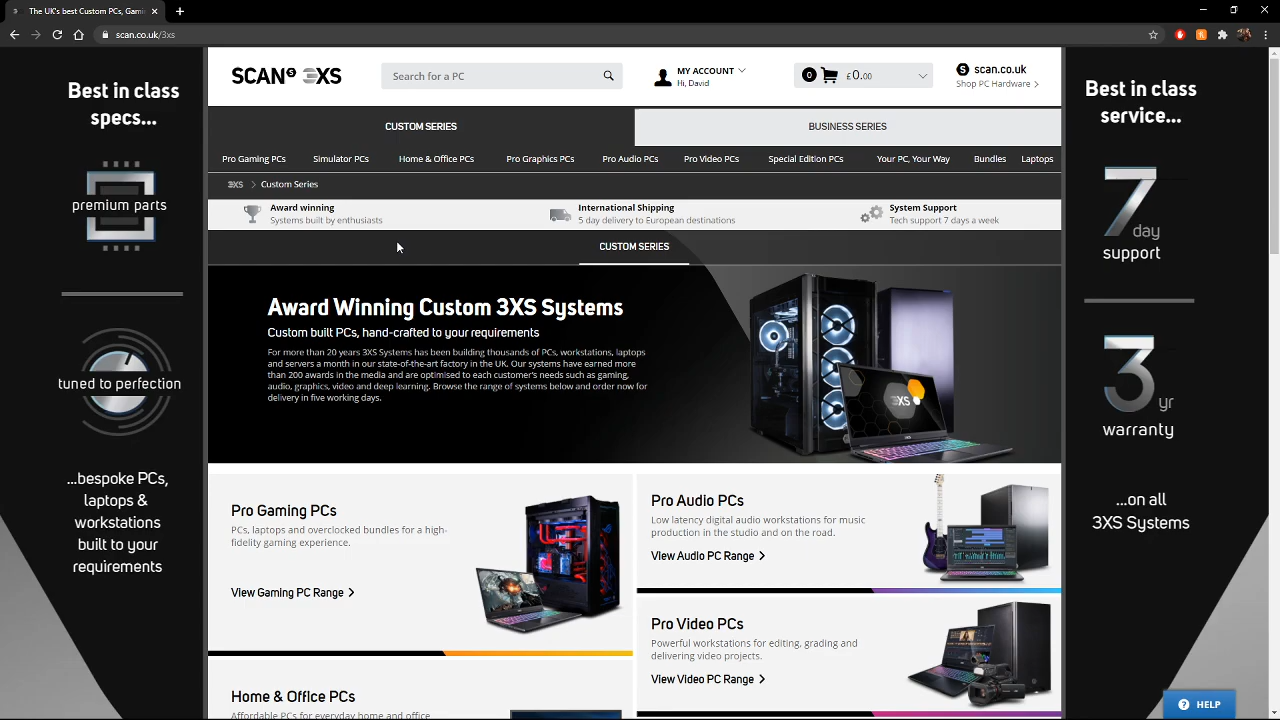 The UK's best Custom PCs, Gamin
scan.co.uk/3xs
Best in class
specs...
premium parts
tuned to perfection
...bespoke PCs,
laptops &
workstations
built to your
requirements
SCAN S 3XS
Search for a PC
MY ACCOUNT
Hi, David
0 £0.00
S scan.co.uk
Shop PC Hardware
CUSTOM SERIES
BUSINESS SERIES
Pro Gaming PCs Simulator PCs Home & Office PCs Pro Graphics PCs Pro Audio PCs Pro Video PCs Special Edition PCs Your PC, Your Way Bundles Laptops
3XS Custom Series
Award winning
Systems built by enthusiasts
International Shipping
5 day delivery to European destinations
System Support
Tech support 7 days a week
CUSTOM SERIES
Award Winning Custom 3XS Systems
Custom built PCs, hand-crafted to your requirements
For more than 20 years 3XS Systems has been building thousands of PCs, workstations, laptops
and servers a month in our state-of-the-art factory in the UK. Our systems have earned more
than 200 awards in the media and are optimised to each customer's needs such as gaming,
audio, graphics, video and deep learning. Browse the range of systems below and order now for
delivery in five working days.
3XS
Pro Gaming PCs
PCs, laptops and overclocked bundles for a high-
fidelity gaming experience.
View Gaming PC Range
Pro Audio PCs
Low latency digital audio workstations for music
production in the studio and on the road.
View Audio PC Range
Pro Video PCs
Powerful workstations for editing, grading and
delivering video projects.
View Video PC Range
Home & Office PCs
Affordable PCs for everyday home and office
Best in class
service...
7
day
support
3
yr
warranty
...on all
3XS Systems
? HELP